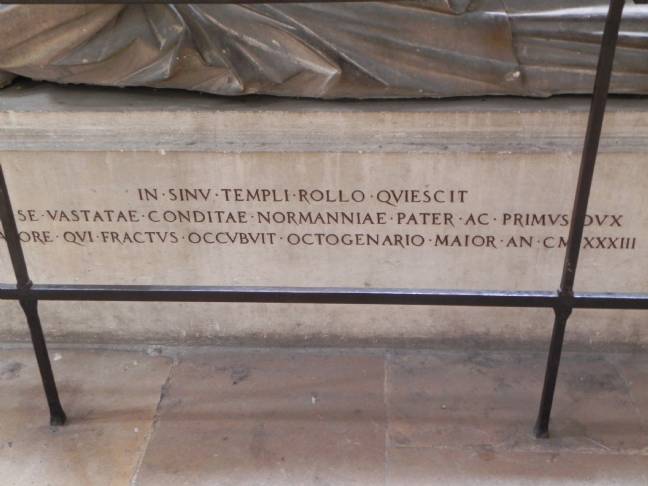 IN·SINV·TEMPLI·ROLLO·QVIESCIT
SE·VASTATAE·CONDITAE·NORMANNIAE·PATER·AC·PRIMVS·DVX
QVI·FRACTVS·OCCVBVIT·OCTOGENARIO·MAIOR·AN